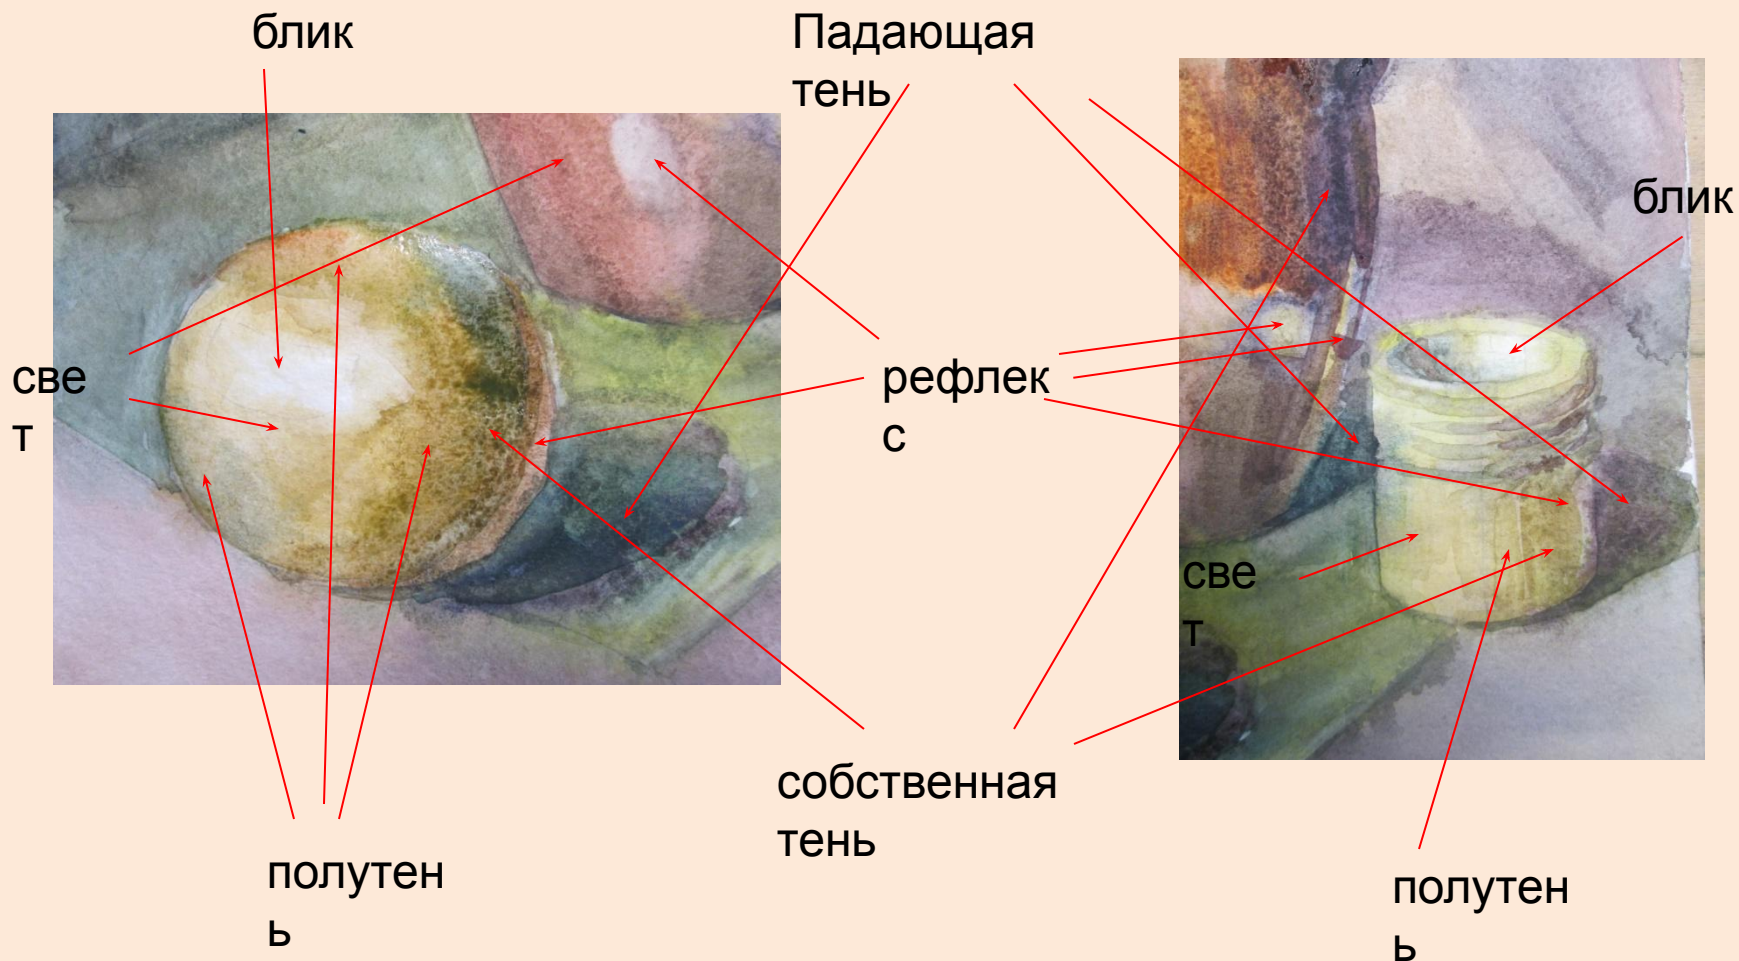 блик
Падающая
тень
блик
све
т
рефлек
с
све
т
собственная
тень
полутен
ь
полутен
ь